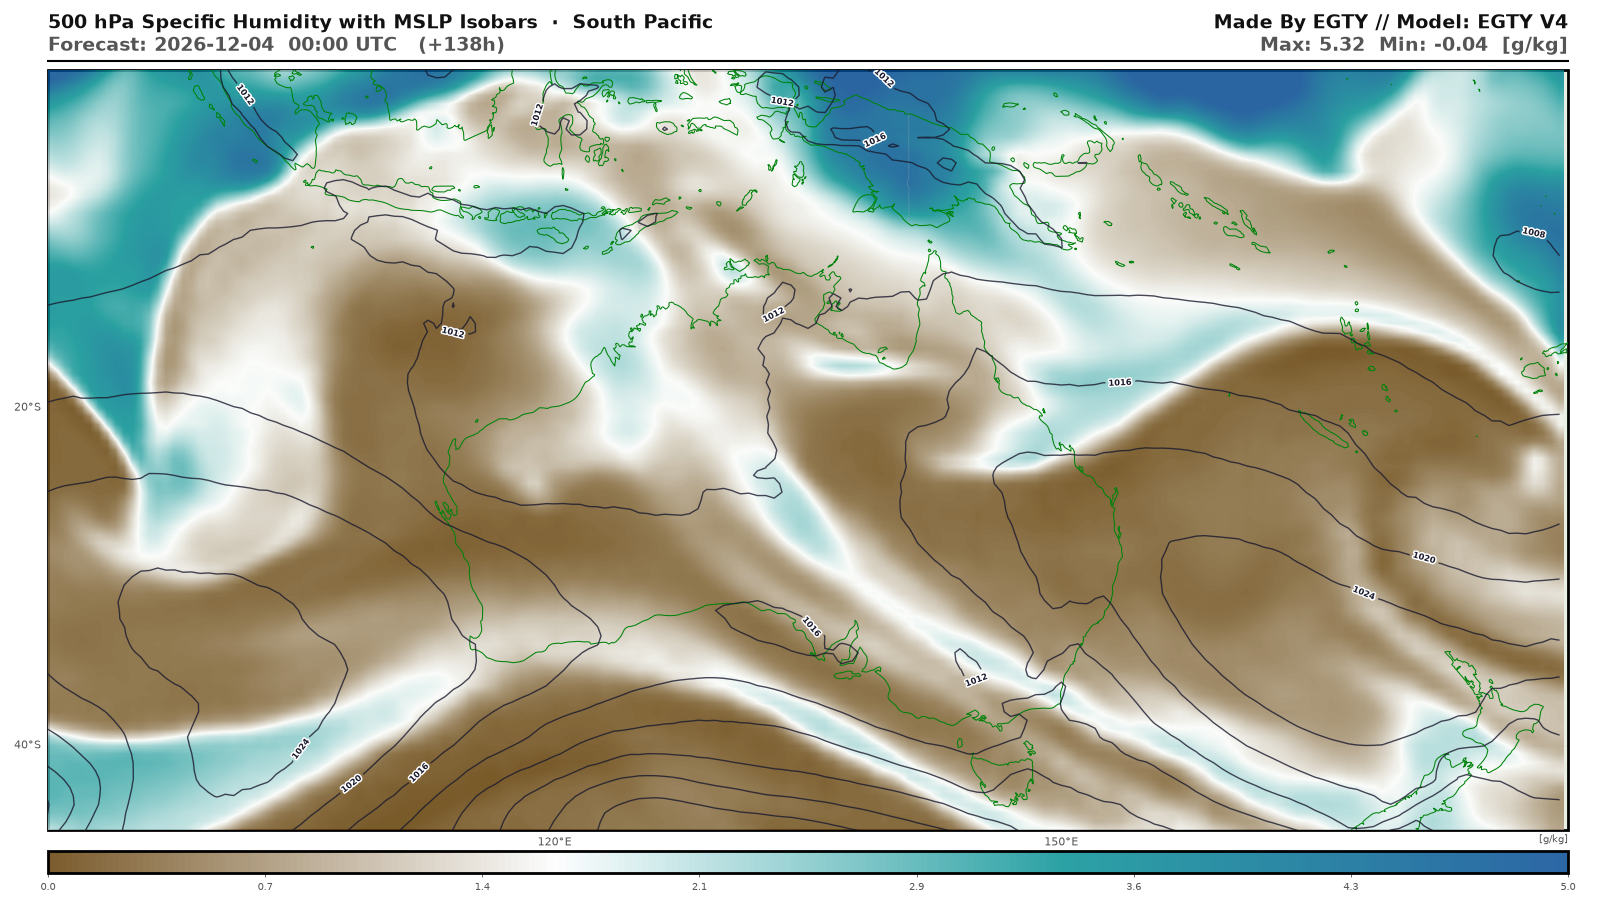 500 hPa Specific Humidity with MSLP Isobars · South Pacific
Made By EGTY // Model: EGTY V4
Forecast: 2026-12-04 00:00 UTC (+138h)
Max: 5.32 Min: -0.04 [g/kg]
1012
1012
1012
1012
1016
1008
1012
1012
1016
20°S
1020
1024
1016
1012
40°S
1024
1020
1016
120°E
150°E
[g/kg]
0.0
0.7
1.4
2.1
2.9
3.6
4.3
5.0